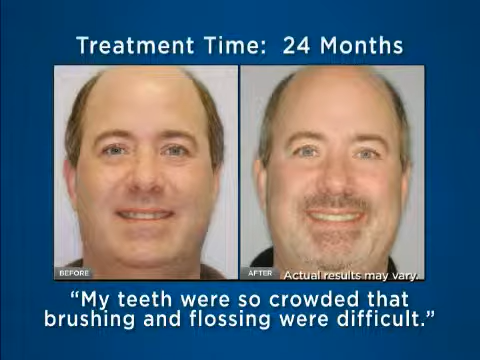 Treatment Time: 24 Months
BEFORE
AFTER
Actual results may vary.
“My teeth were so crowded that
brushing and flossing were difficult.”